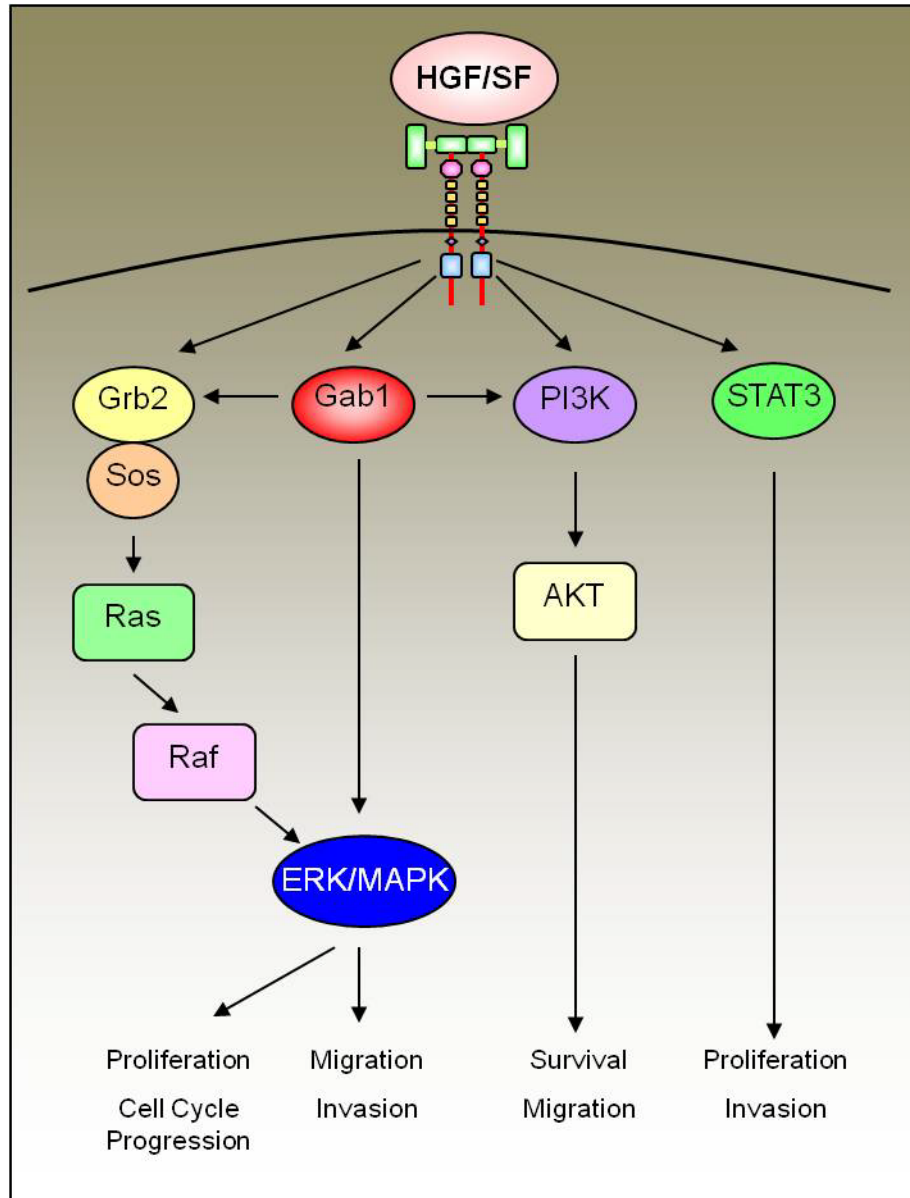 HGF/SF
Grb2
Gab1
PI3K
STAT3
Sos
AKT
Ras
Raf
ERK/MAPK
Proliferation
Cell Cycle
Progression
Migration
Invasion
Survival
Migration
Proliferation
Invasion